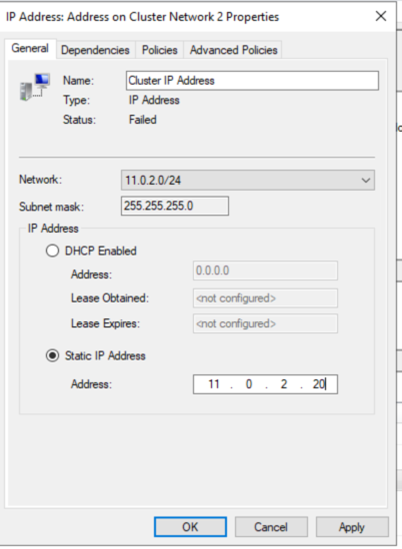 IP Address: Address on Cluster Network 2 Properties
General Dependencies Policies Advanced Policies
Name: Cluster IP Address
Type: IP Address
Status: Failed
Network: 11.0.2.0/24
Subnet mask: 255.255.255.0
IP Address
DHCP Enabled
Address: 0.0.0.0
Lease Obtained: <not configured>
Lease Expires: <not configured>
Static IP Address
Address: 11 . 0 . 2 . 20
OK Cancel Apply